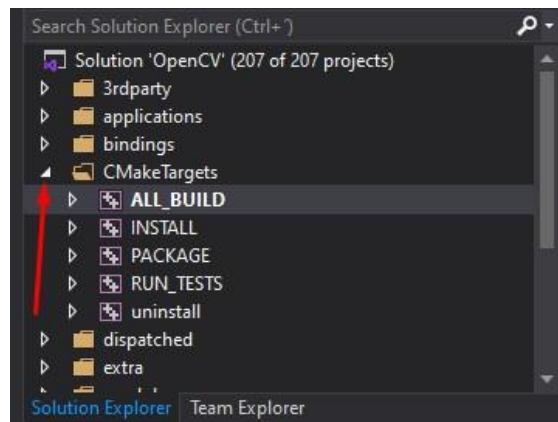 Search Solution Explorer (Ctrl+ ')
Solution 'OpenCV' (207 of 207 projects)
3rdparty
applications
bindings
CMakeTargets
ALL_BUILD
INSTALL
PACKAGE
RUN_TESTS
uninstall
dispatched
extra
Solution Explorer Team Explorer